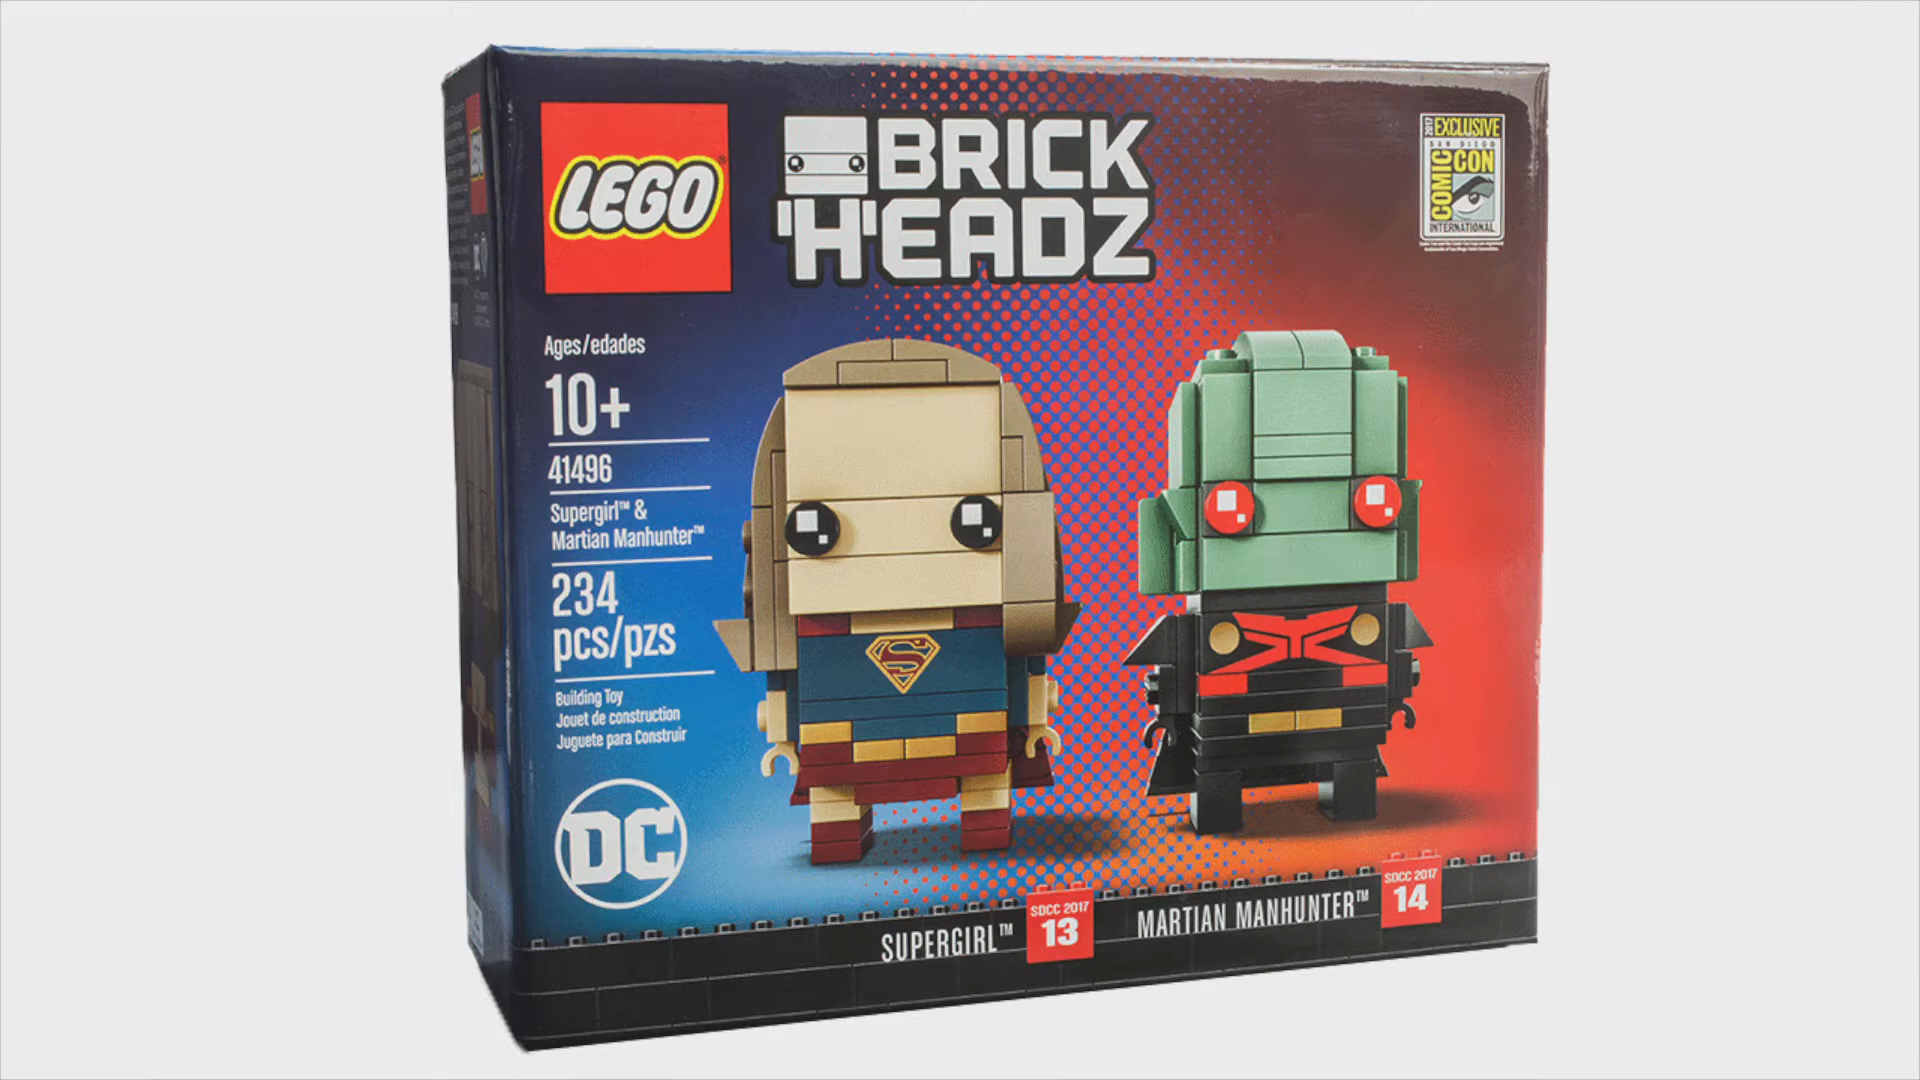 LEGO®
BRICK
'H'EADZ
2017 EXCLUSIVE
SAN DIEGO
COMIC CON
INTERNATIONAL
Ages/edades
10+
41496
Supergirl™ &
Martian Manhunter™
234
pcs/pzs
Building Toy
Jouet de construction
Juguete para Construir
DC
SUPERGIRL™
SDCC 2017
13
MARTIAN MANHUNTER™
SDCC 2017
14